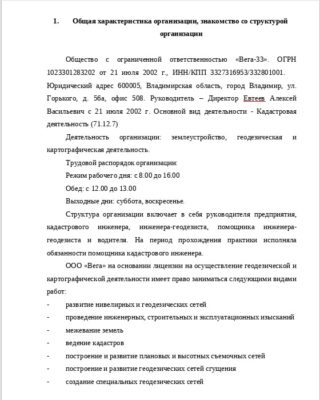 1. Общая характеристика организации, знакомство со структурой
организации
Общество с ограниченной ответственностью «Вега-33». ОГРН
1023301283202 от 21 июля 2002 г., ИНН/КПП 3327316953/332801001.
Юридический адрес 600005, Владимирская область, город Владимир, ул.
Горького, д. 56а, офис 508. Руководитель – Директор Евтеев Алексей
Васильевич с 21 июля 2002 г. Основной вид деятельности - Кадастровая
деятельность (71.12.7)
Деятельность организации: землеустройство, геодезическая и
картографическая деятельность.
Трудовой распорядок организации:
Режим рабочего дня: с 8.00 до 16.00
Обед: с 12.00 до 13.00
Выходные дни: суббота, воскресенье.
Структура организации включает в себя руководителя предприятия,
кадастрового инженера, инженера-геодезиста, помощника инженера-
геодезиста и водителя. На период прохождения практики исполняла
обязанности помощника кадастрового инженера.
ООО «Вега» на основании лицензии на осуществление геодезической и
картографической деятельности имеет право заниматься следующими видами
работ:
- развитие нивелирных и геодезических сетей
- проведение инженерных, строительных и эксплуатационных изысканий
- межевание земель
- ведение кадастров
- построение и развитие плановых и высотных съемочных сетей
- построение и развитие геодезических сетей сгущения
- создание специальных геодезических сетей